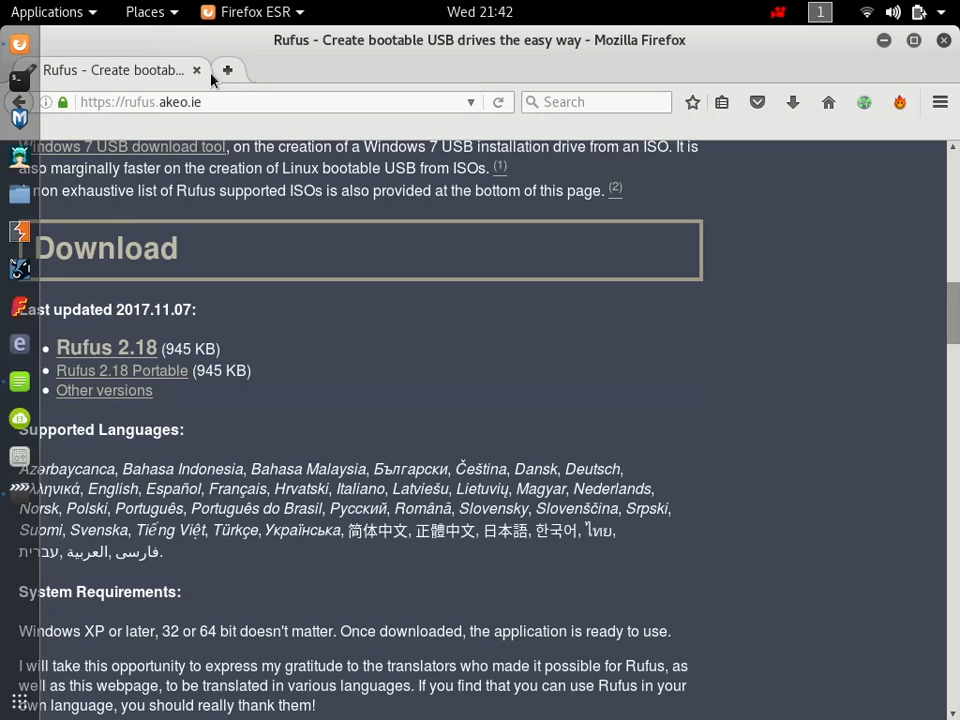 Applications Places Firefox ESR Wed 21:42 1
Rufus - Create bootable USB drives the easy way - Mozilla Firefox
Rufus - Create bootab...
https://rufus.akeo.ie Search
Windows 7 USB download tool, on the creation of a Windows 7 USB installation drive from an ISO. It is
also marginally faster on the creation of Linux bootable USB from ISOs. (1)
non exhaustive list of Rufus supported ISOs is also provided at the bottom of this page. (2)
Download
Last updated 2017.11.07:
• Rufus 2.18 (945 KB)
• Rufus 2.18 Portable (945 KB)
• Other versions
Supported Languages:
Azərbaycanca, Bahasa Indonesia, Bahasa Malaysia, Български, Čeština, Dansk, Deutsch,
Ελληνικά, English, Español, Français, Hrvatski, Italiano, Latviešu, Lietuvių, Magyar, Nederlands,
Norsk, Polski, Português, Português do Brasil, Русский, Română, Slovensky, Slovenščina, Srpski,
Suomi, Svenska, Tiếng Việt, Türkçe, Українська, 简体中文, 正體中文, 日本語, 한국어, ไทย,
עברית, العربية, فارسی.
System Requirements:
Windows XP or later, 32 or 64 bit doesn't matter. Once downloaded, the application is ready to use.
I will take this opportunity to express my gratitude to the translators who made it possible for Rufus, as
well as this webpage, to be translated in various languages. If you find that you can use Rufus in your
own language, you should really thank them!